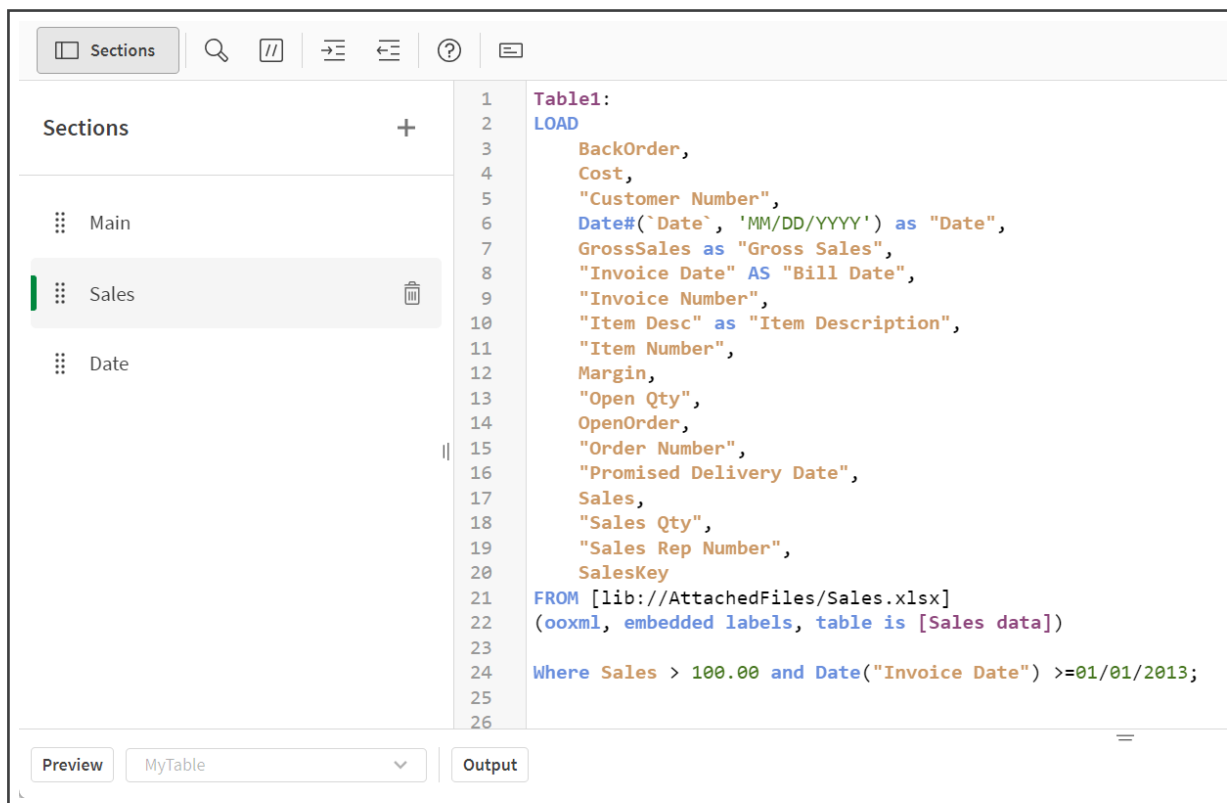 Sections
Sections
Main
Sales
Date
1 Table1:
2 LOAD
3 BackOrder,
4 Cost,
5 "Customer Number",
6 Date#(`Date`, 'MM/DD/YYYY') as "Date",
7 GrossSales as "Gross Sales",
8 "Invoice Date" AS "Bill Date",
9 "Invoice Number",
10 "Item Desc" as "Item Description",
11 "Item Number",
12 Margin,
13 "Open Qty",
14 OpenOrder,
15 "Order Number",
16 "Promised Delivery Date",
17 Sales,
18 "Sales Qty",
19 "Sales Rep Number",
20 SalesKey
21 FROM [lib://AttachedFiles/Sales.xlsx]
22 (ooxml, embedded labels, table is [Sales data])
23
24 Where Sales > 100.00 and Date("Invoice Date") >=01/01/2013;
25
26
Preview MyTable Output